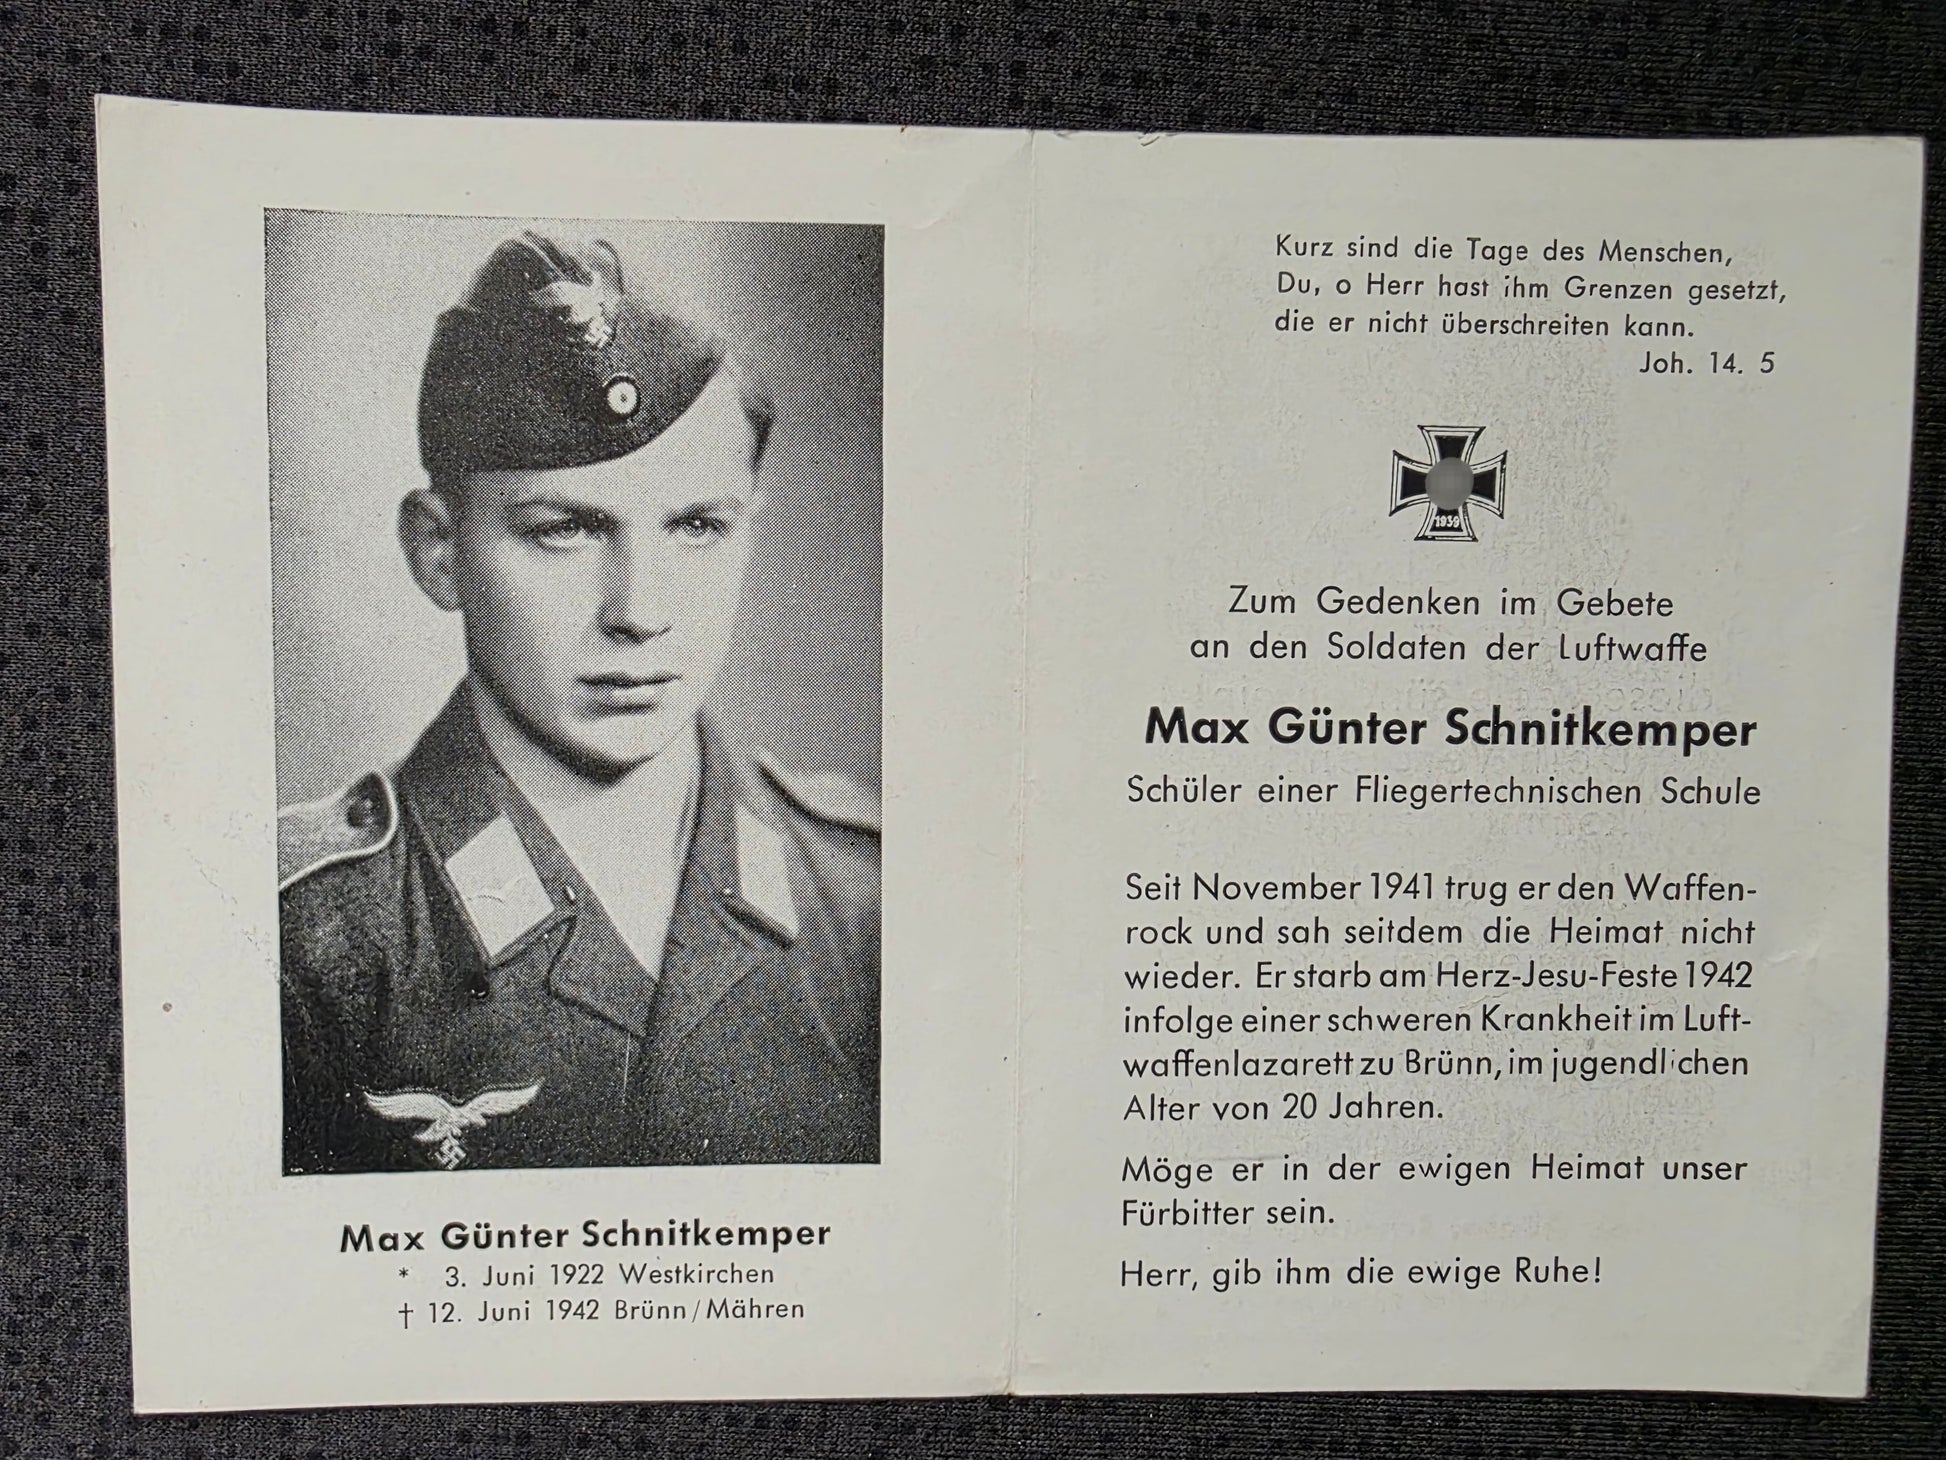 Max Günter Schnitkemper
* 3. Juni 1922 Westkirchen
† 12. Juni 1942 Brünn/Mähren
Kurz sind die Tage des Menschen,
Du, o Herr hast ihm Grenzen gesetzt,
die er nicht überschreiten kann.
Joh. 14. 5
1939
Zum Gedenken im Gebete
an den Soldaten der Luftwaffe
Max Günter Schnitkemper
Schüler einer Fliegertechnischen Schule
Seit November 1941 trug er den Waffen-
rock und sah seitdem die Heimat nicht
wieder. Er starb am Herz-Jesu-Feste 1942
infolge einer schweren Krankheit im Luft-
waffenlazarett zu Brünn, im jugendlichen
Alter von 20 Jahren.
Möge er in der ewigen Heimat unser
Fürbitter sein.
Herr, gib ihm die ewige Ruhe!